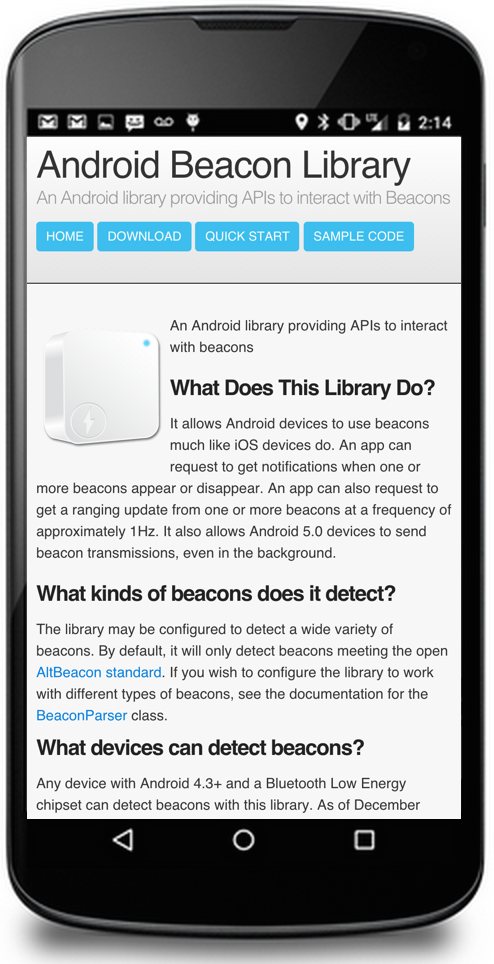 LTE 2:14
Android Beacon Library
An Android library providing APIs to interact with Beacons
HOME DOWNLOAD QUICK START SAMPLE CODE
An Android library providing APIs to interact
with beacons
What Does This Library Do?
It allows Android devices to use beacons
much like iOS devices do. An app can
request to get notifications when one or
more beacons appear or disappear. An app can also request to
get a ranging update from one or more beacons at a frequency of
approximately 1Hz. It also allows Android 5.0 devices to send
beacon transmissions, even in the background.
What kinds of beacons does it detect?
The library may be configured to detect a wide variety of
beacons. By default, it will only detect beacons meeting the open
AltBeacon standard. If you wish to configure the library to work
with different types of beacons, see the documentation for the
BeaconParser class.
What devices can detect beacons?
Any device with Android 4.3+ and a Bluetooth Low Energy
chipset can detect beacons with this library. As of December